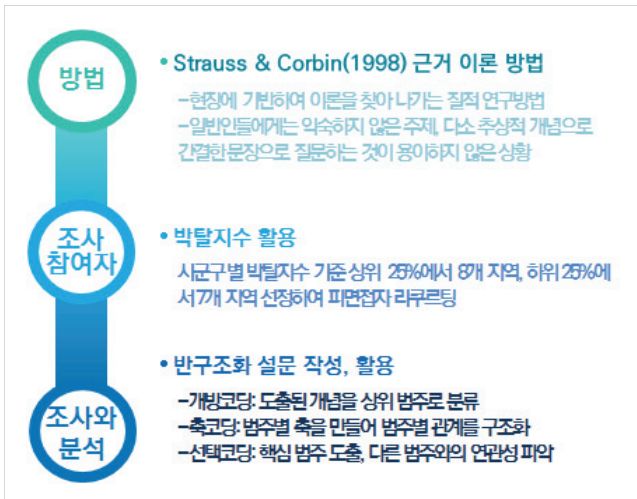 방법
• Strauss & Corbin(1998) 근거 이론 방법
-현장에 기반하여 이론을 찾아 나가는 질적 연구방법
-일반인들에게는 익숙하지 않은 주제, 다소 추상적 개념으로
간결한 문장으로 질문하는 것이 용이하지 않은 상황
조사
참여자
• 박탈지수 활용
시군구 별 박탈지수 기준 상위 25%에서 8개 지역, 하위 25%에
서 7개 지역 선정하여 피면접자 리쿠르팅
조사와
분석
• 반구조화 설문 작성, 활용
-개방코딩: 도출된 개념을 상위 범주로 분류
-축코딩: 범주별 축을 만들어 범주별 관계를 구조화
-선택코딩: 핵심 범주 도출, 다른 범주와의 연관성 파악